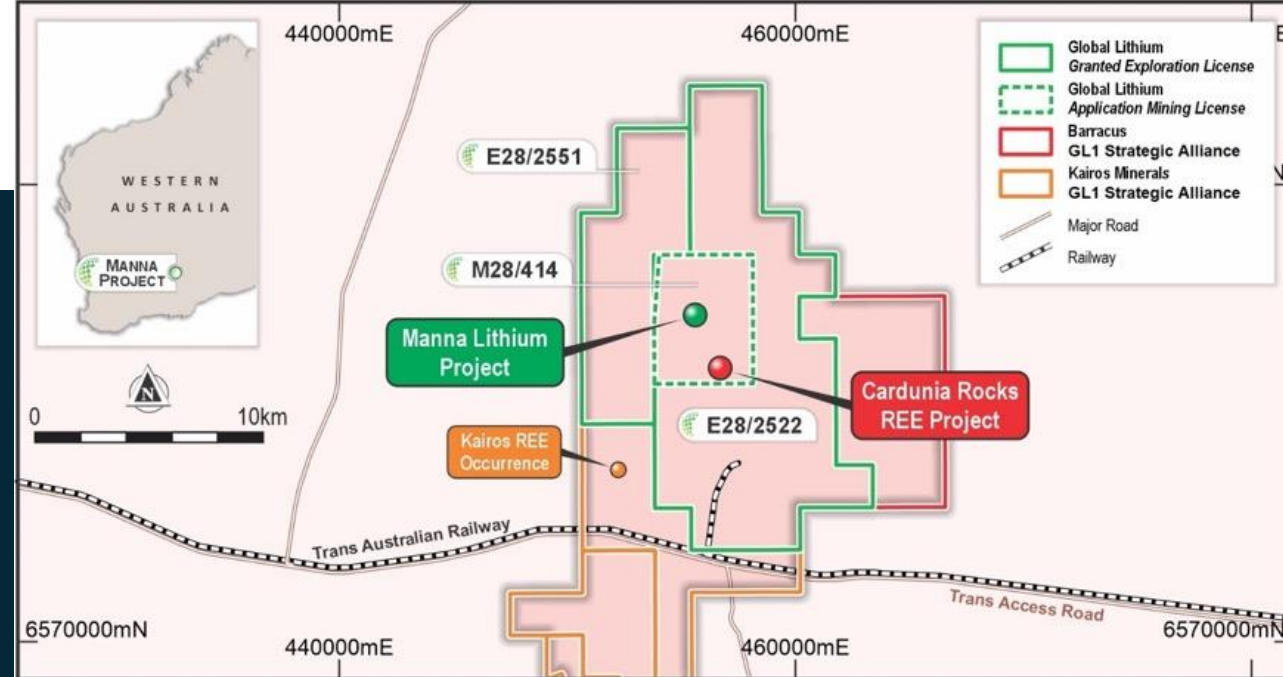 440000mE
460000mE
E
WESTERN
AUSTRALIA
MANNA
PROJECT
N
0
10km
E28/2551
M28/414
Manna Lithium
Project
Cardunia Rocks
REE Project
E28/2522
Kairos REE
Occurrence
Trans Australian Railway
Trans Access Road
Global Lithium
Granted Exploration License
Global Lithium
Application Mining License
Barracus
GL1 Strategic Alliance
Kairos Minerals
GL1 Strategic Alliance
Major Road
Railway
N
6570000mN
440000mE
460000mE
6570000mN